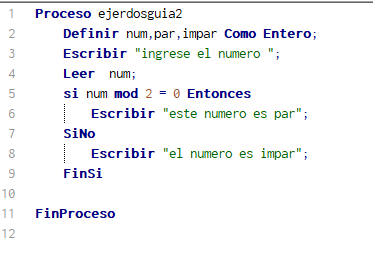 1 Proceso ejerdosguia2
2 Definir num,par,impar Como Entero;
3 Escribir "ingrese el numero ";
4 Leer num;
5 si num mod 2 = 0 Entonces
6 Escribir "este numero es par";
7 SiNo
8 Escribir "el numero es impar";
9 FinSi
10
11 FinProceso
12